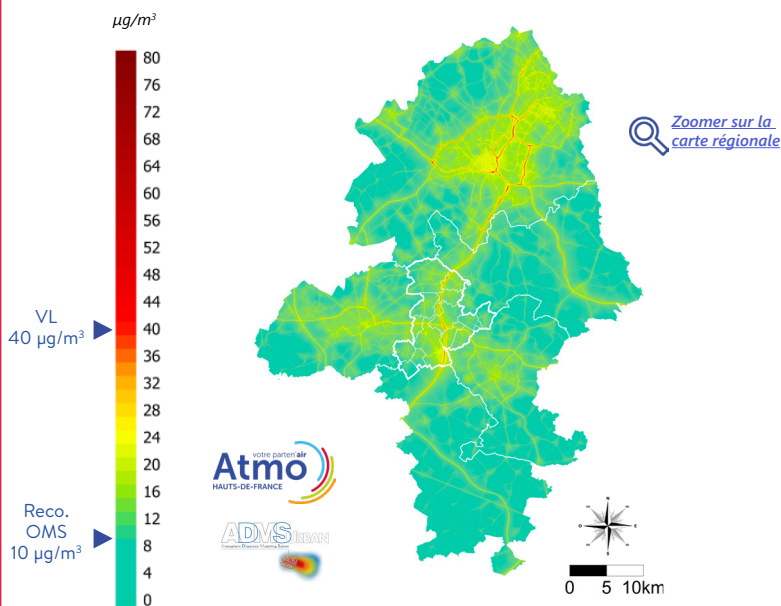 µg/m³
80
76
72
68
64
60
56
52
48
44
40
36
32
28
24
20
16
12
8
4
0
VL
40 µg/m³
Reco.
OMS
10 µg/m³
Zoomer sur la
carte régionale
votre parten'air
Atmo
HAUTS-DE-FRANCE
ADMS URBAN
N
O E
S
0 5 10km